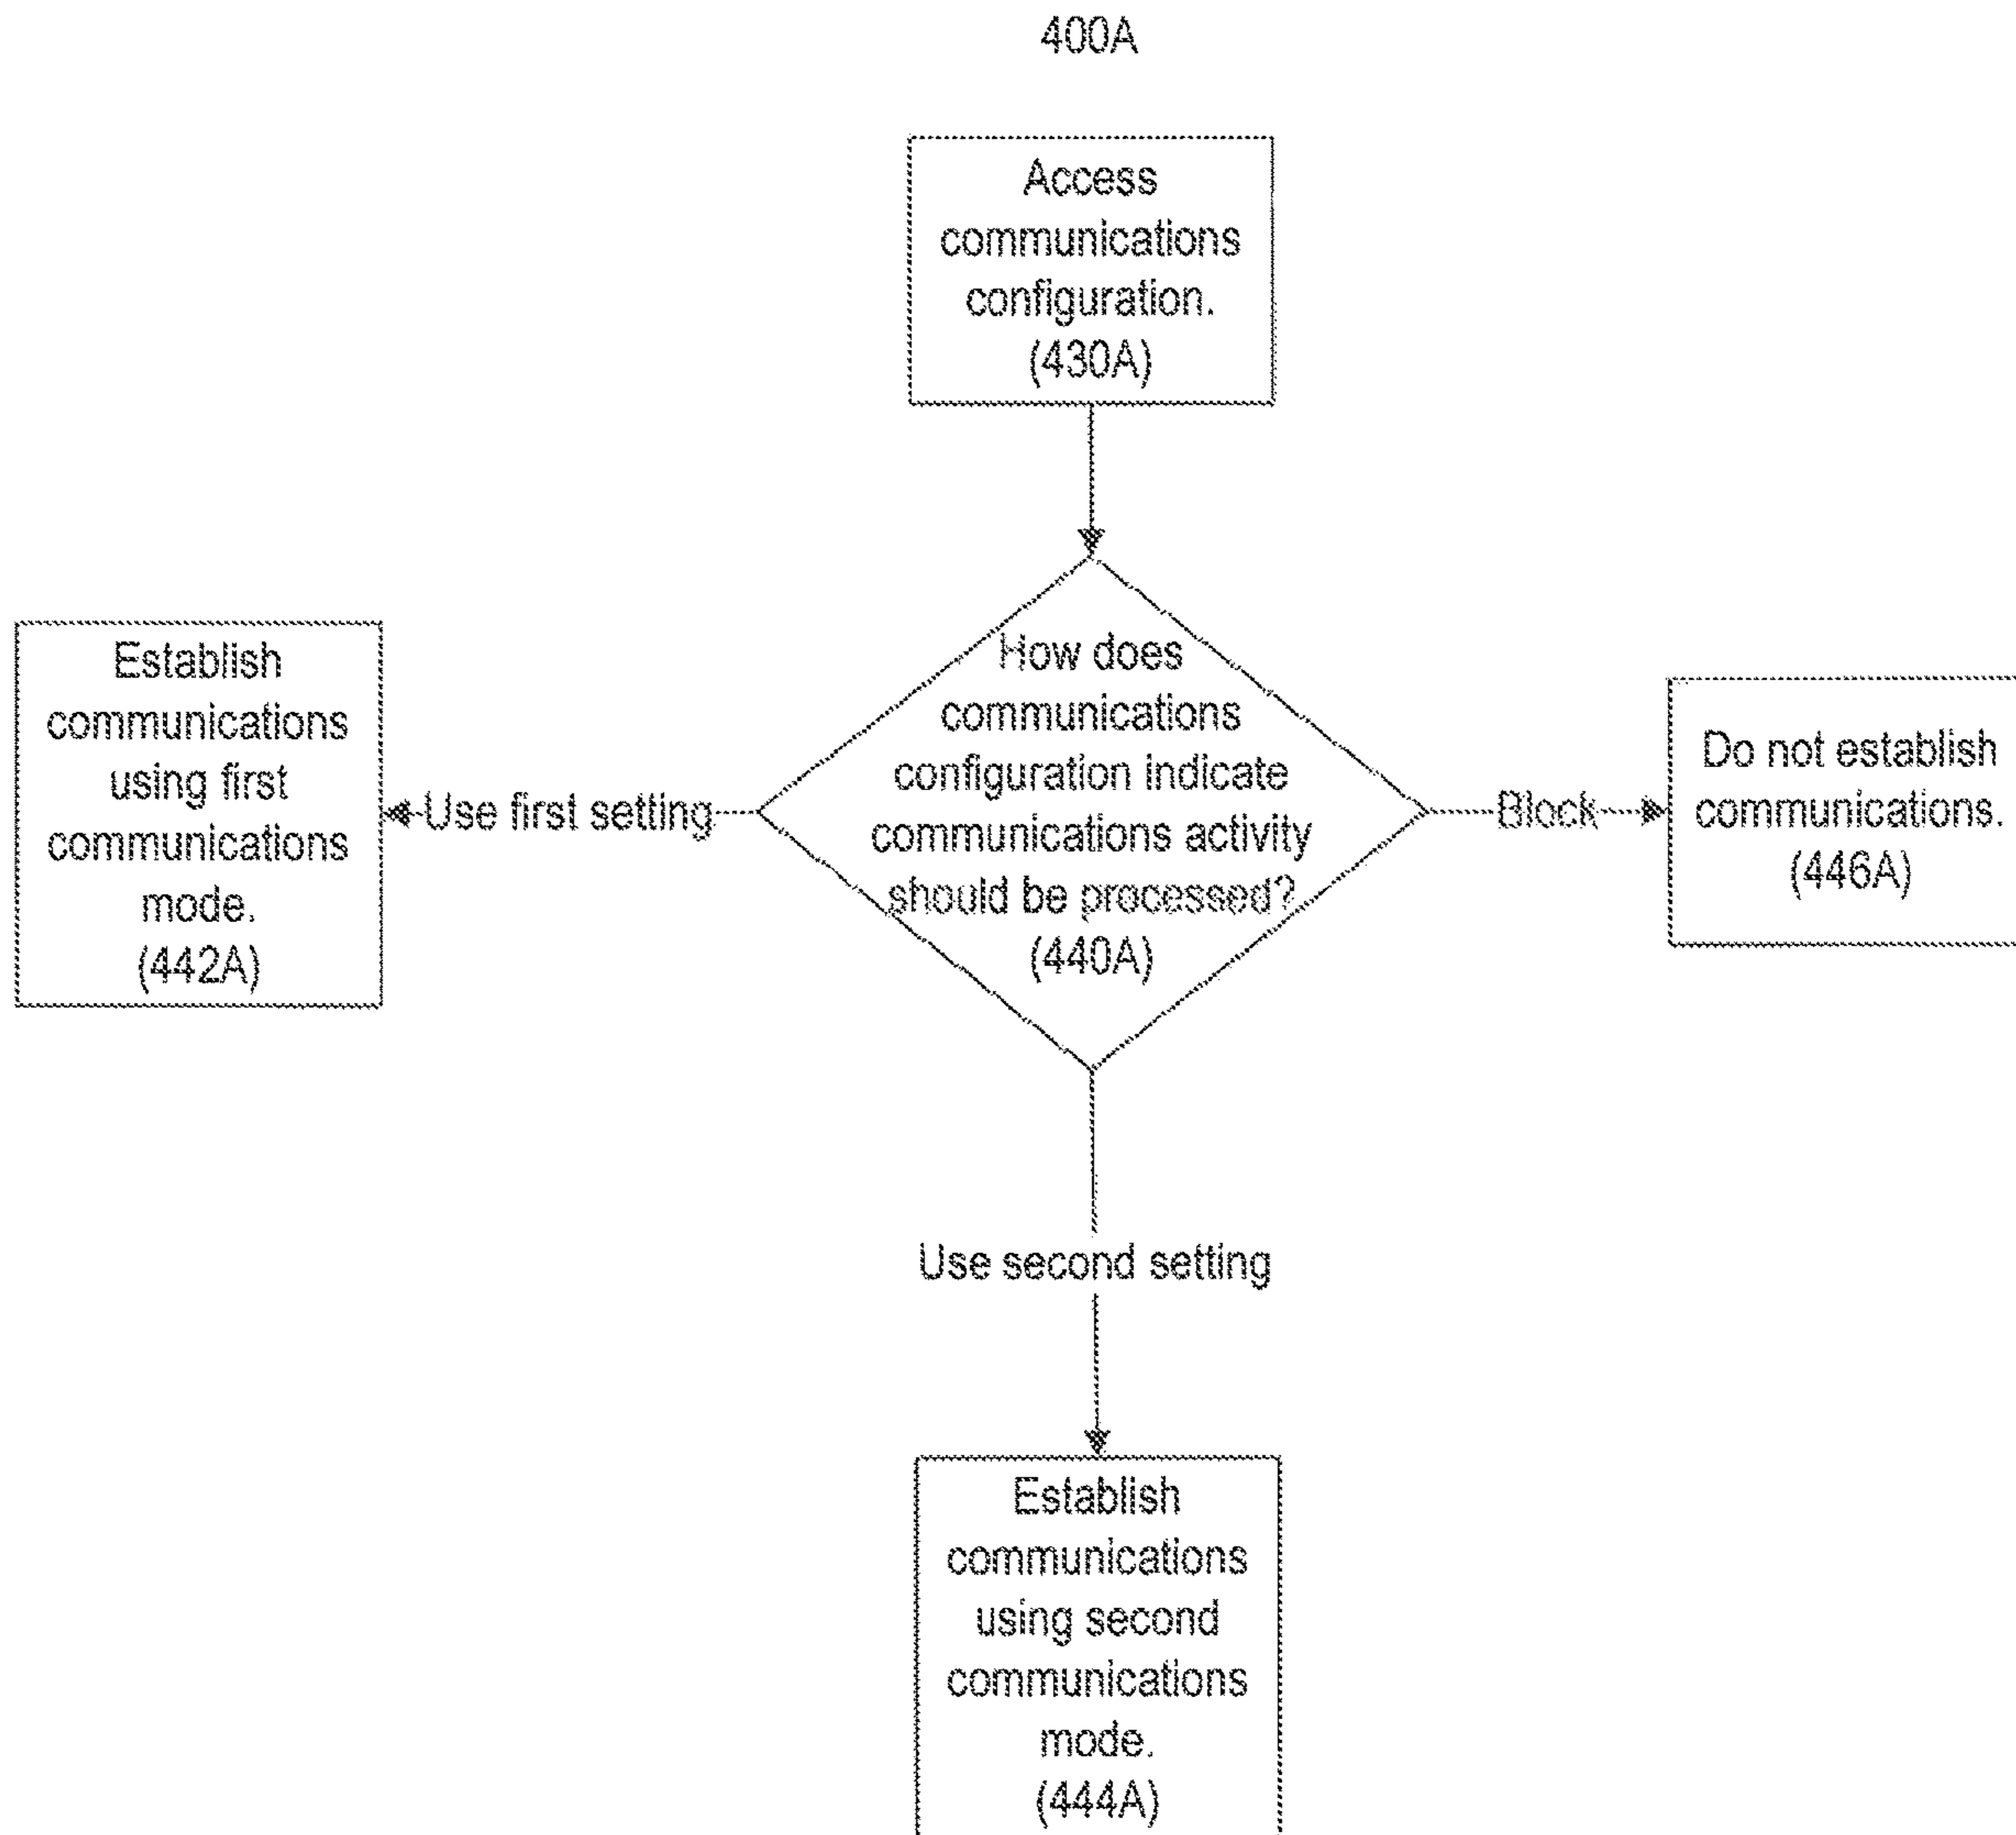 400A
Access
communications
configuration.
(430A)
How does
communications
configuration indicate
communications activity
should be processed?
(440A)
Use first setting
Establish
communications
using first
communications
mode.
(442A)
Block
Do not establish
communications.
(446A)
Use second setting
Establish
communications
using second
communications
mode.
(444A)